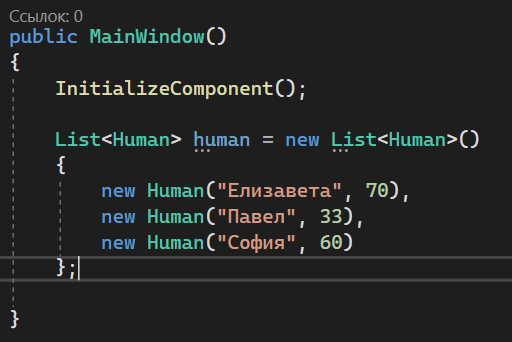 Ссылок: 0
public MainWindow()
{
InitializeComponent();
List<Human> human = new List<Human>()
{
new Human("Елизавета", 70),
new Human("Павел", 33),
new Human("София", 60)
};
}